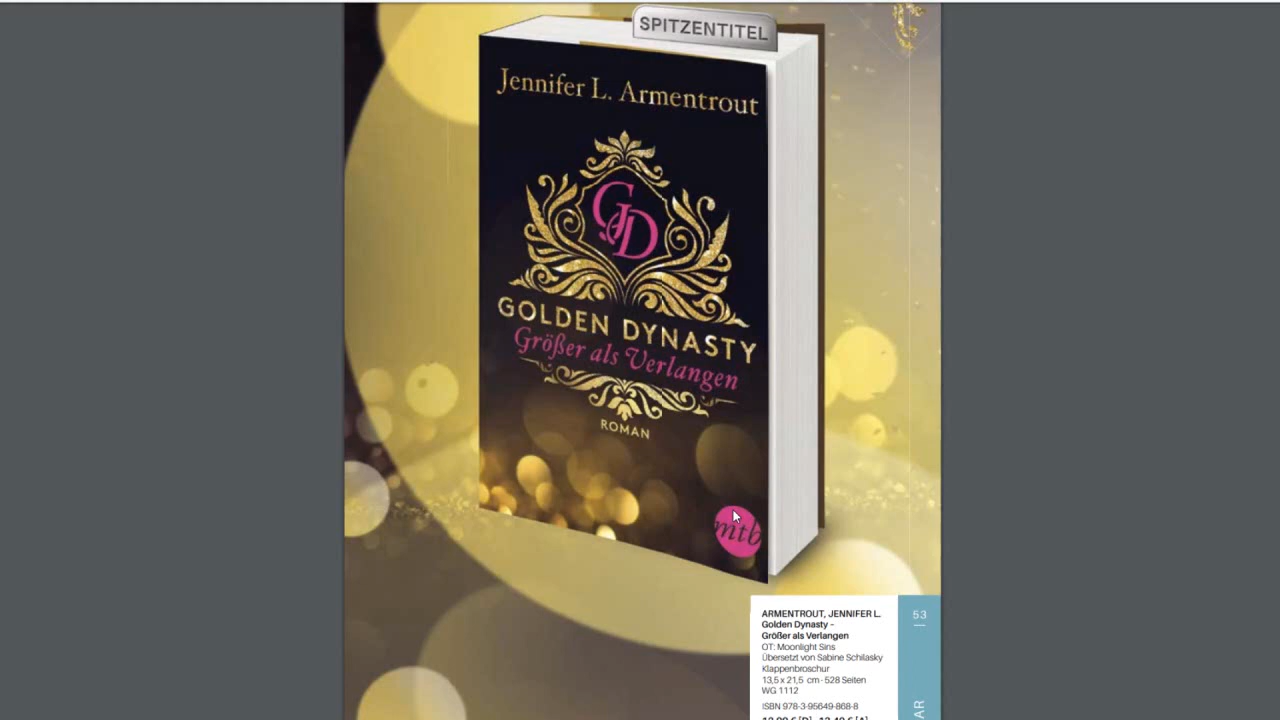 SPITZENTITEL
Jennifer L. Armentrout
GD
GOLDEN DYNASTY
Größer als Verlangen
ROMAN
mtb
ARMENTROUT, JENNIFER L.
Golden Dynasty –
Größer als Verlangen
OT: Moonlight Sins
Übersetzt von Sabine Schilasky
Klappenbroschur
13,5 x 21,5 cm · 528 Seiten
WG 1112
ISBN 978-3-95649-868-8
53
AR